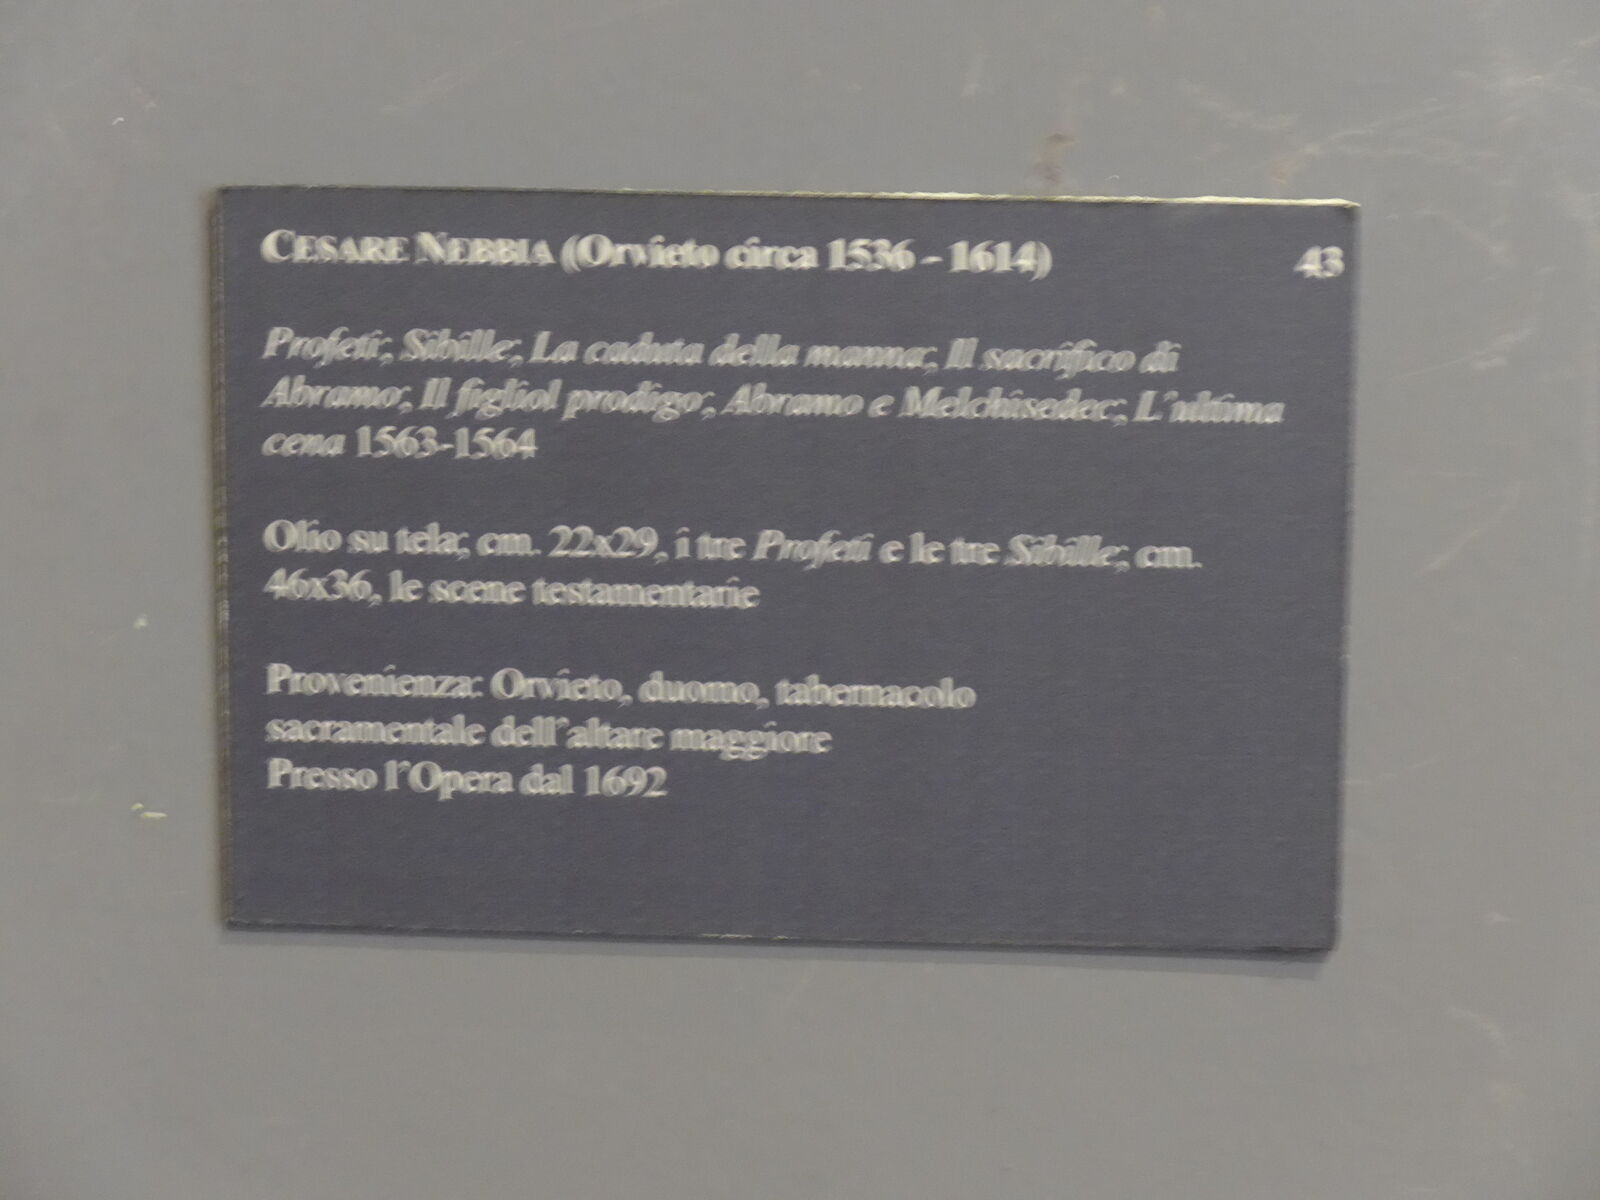 CESARE NEBBIA (Orvieto circa 1536 - 1614) 43
Profeti; Sibille; La caduta della manna; Il sacrifico di
Abramo; Il figliol prodigo; Abramo e Melchisedec; L'ultima
cena 1563-1564
Olio su tela; cm. 22x29, i tre Profeti e le tre Sibille; cm.
46x36, le scene testamentarie
Provenienza: Orvieto, duomo, tabernacolo
sacramentale dell'altare maggiore
Presso l'Opera dal 1692